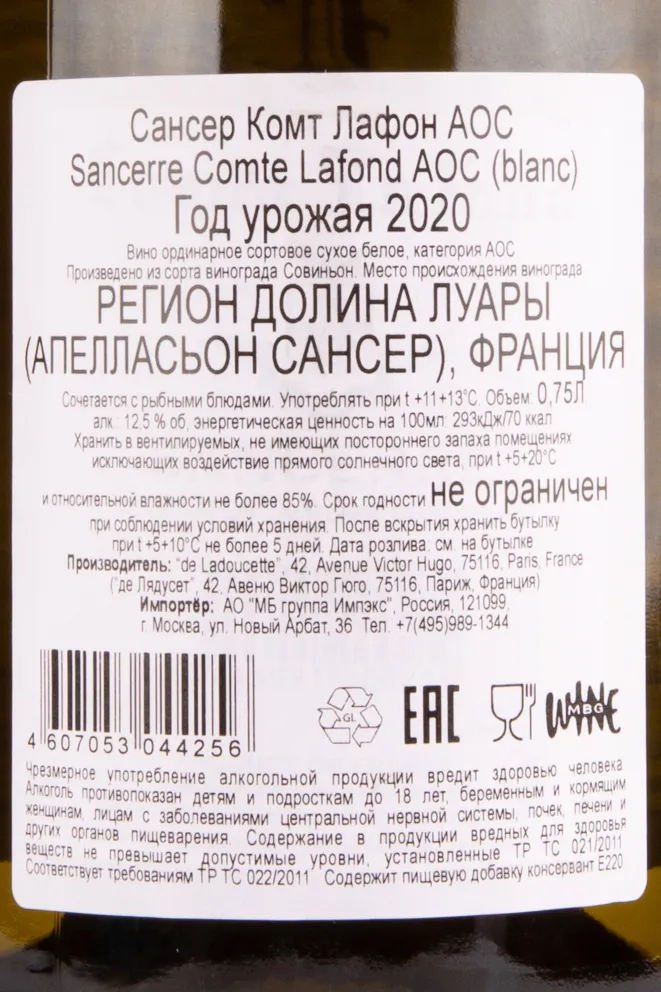 Сансер Комт Лафон АОС
Sancerre Comte Lafond AOC (blanc)
Год урожая 2020
Вино ординарное сортовое сухое белое, категория АОС
Произведено из сорта винограда Совиньон. Место происхождения винограда
РЕГИОН ДОЛИНА ЛУАРЫ
(АПЕЛЛАСЬОН САНСЕР), ФРАНЦИЯ
Сочетается с рыбными блюдами. Употреблять при t +11+13°С. Объем 0,75Л
алк.: 12,5 % об, энергетическая ценность на 100мл: 293кДж/70 ккал
Хранить в вентилируемых, не имеющих постороннего запаха помещениях
исключающих воздействие прямого солнечного света, при t +5+20°С
и относительной влажности не более 85%. Срок годности не ограничен
при соблюдении условий хранения. После вскрытия хранить бутылку
при t +5+10°С не более 5 дней. Дата розлива: см. на бутылке
Производитель: "de Ladoucette", 42, Avenue Victor Hugo, 75116, Paris, France
("де Лядусет", 42, Авеню Виктор Гюго, 75116, Париж, Франция)
Импортёр: АО "МБ группа Импэкс", Россия, 121099,
г. Москва, ул. Новый Арбат, 36 Тел. +7(495)989-1344
4 607053 044256
GL
EAC
WINE
MBG
Чрезмерное употребление алкогольной продукции вредит здоровью человека.
Алкоголь противопоказан детям и подросткам до 18 лет, беременным и кормящим
женщинам, лицам с заболеваниями центральной нервной системы, почек, печени и
других органов пищеварения. Содержание в продукции вредных для здоровья
веществ не превышает допустимые уровни, установленные ТР ТС 021/2011
Соответствует требованиям ТР ТС 022/2011 Содержит пищевую добавку консервант Е220